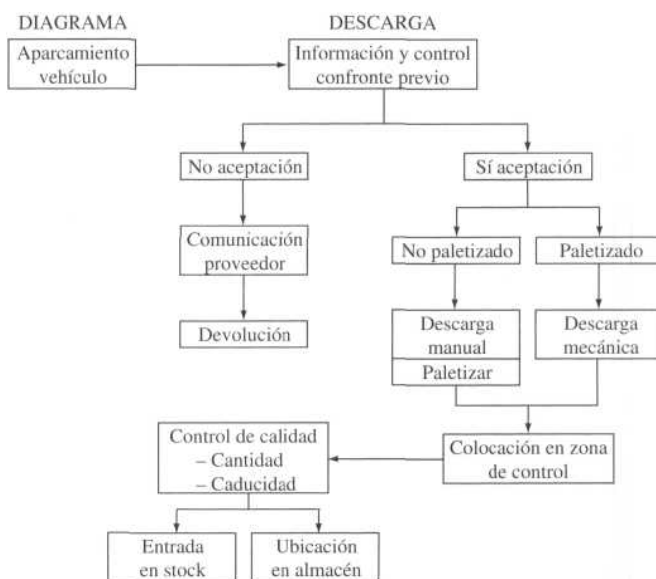 DIAGRAMA
DESCARGA
Aparcamiento
vehículo
Información y control
confronte previo
No aceptación
Sí aceptación
Comunicación
proveedor
No paletizado
Paletizado
Devolución
Descarga
manual
Paletizar
Descarga
mecánica
Control de calidad
– Cantidad
– Caducidad
Colocación en zona
de control
Entrada
en stock
Ubicación
en almacén